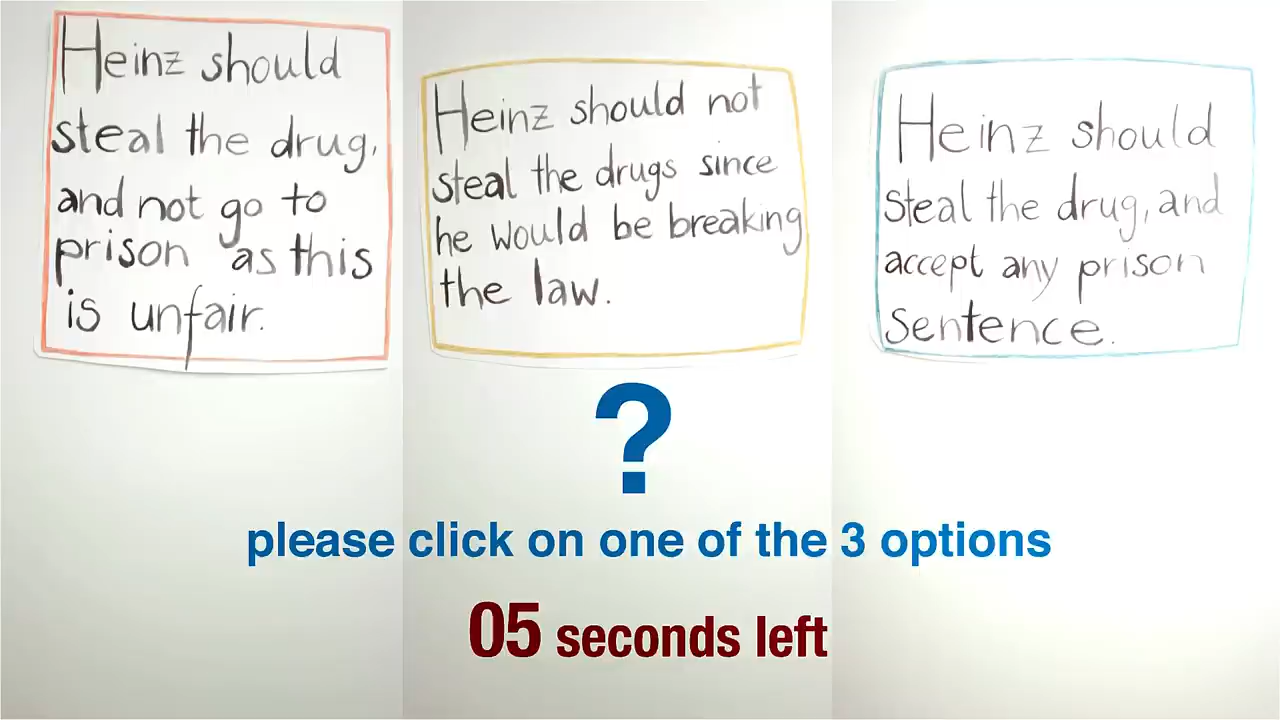 Heinz should
steal the drug,
and not go to
prison as this
is unfair.
Heinz should not
steal the drugs since
he would be breaking
the law.
Heinz should
steal the drug, and
accept any prison
sentence.
?
please click on one of the 3 options
05 seconds left